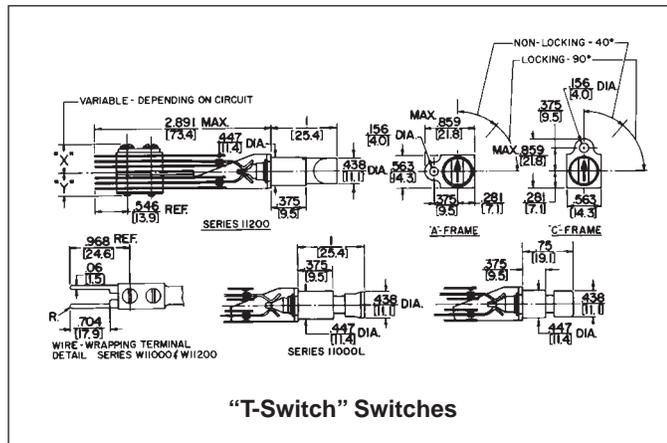 NON-LOCKING - 40°
LOCKING - 90°
VARIABLE - DEPENDING ON CIRCUIT
2.891 MAX.
[73.4]
1
[25.4]
.447
[11.4] DIA.
"X"
"Y"
.438
[11.1] DIA.
.375
[9.5]
.546
[13.9] REF.
SERIES 11200
MAX.
.859
[21.8]
.156
[4.0] DIA.
.563
[14.3]
.375
[9.5]
.281
[7.1]
"A"-FRAME
.156
[4.0] DIA.
.375
[9.5]
MAX .859
[21.8]
.281
[7.1]
.563
[14.3]
"C"-FRAME
.968
[24.6] REF.
.06
[1.5]
R.
.704
[17.9]
WIRE-WRAPPING TERMINAL
DETAIL SERIES W11000 & W11200
1
[25.4]
.375
[9.5]
.438
[11.1] DIA.
.447
[11.4] DIA.
SERIES 11000L
.75
[19.1]
.375
[9.5]
.438
[11.1]
.447
[11.4] DIA.
“T-Switch” Switches